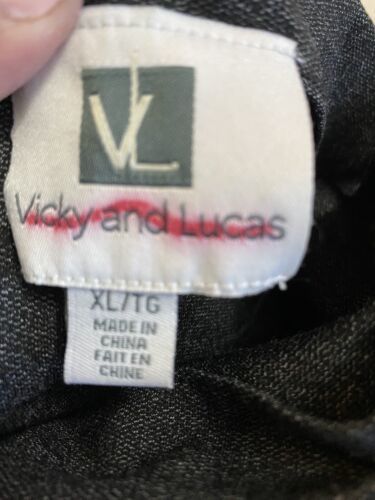 VL
Vicky and Lucas
XL/TG
MADE IN
CHINA
FAIT EN
CHINE